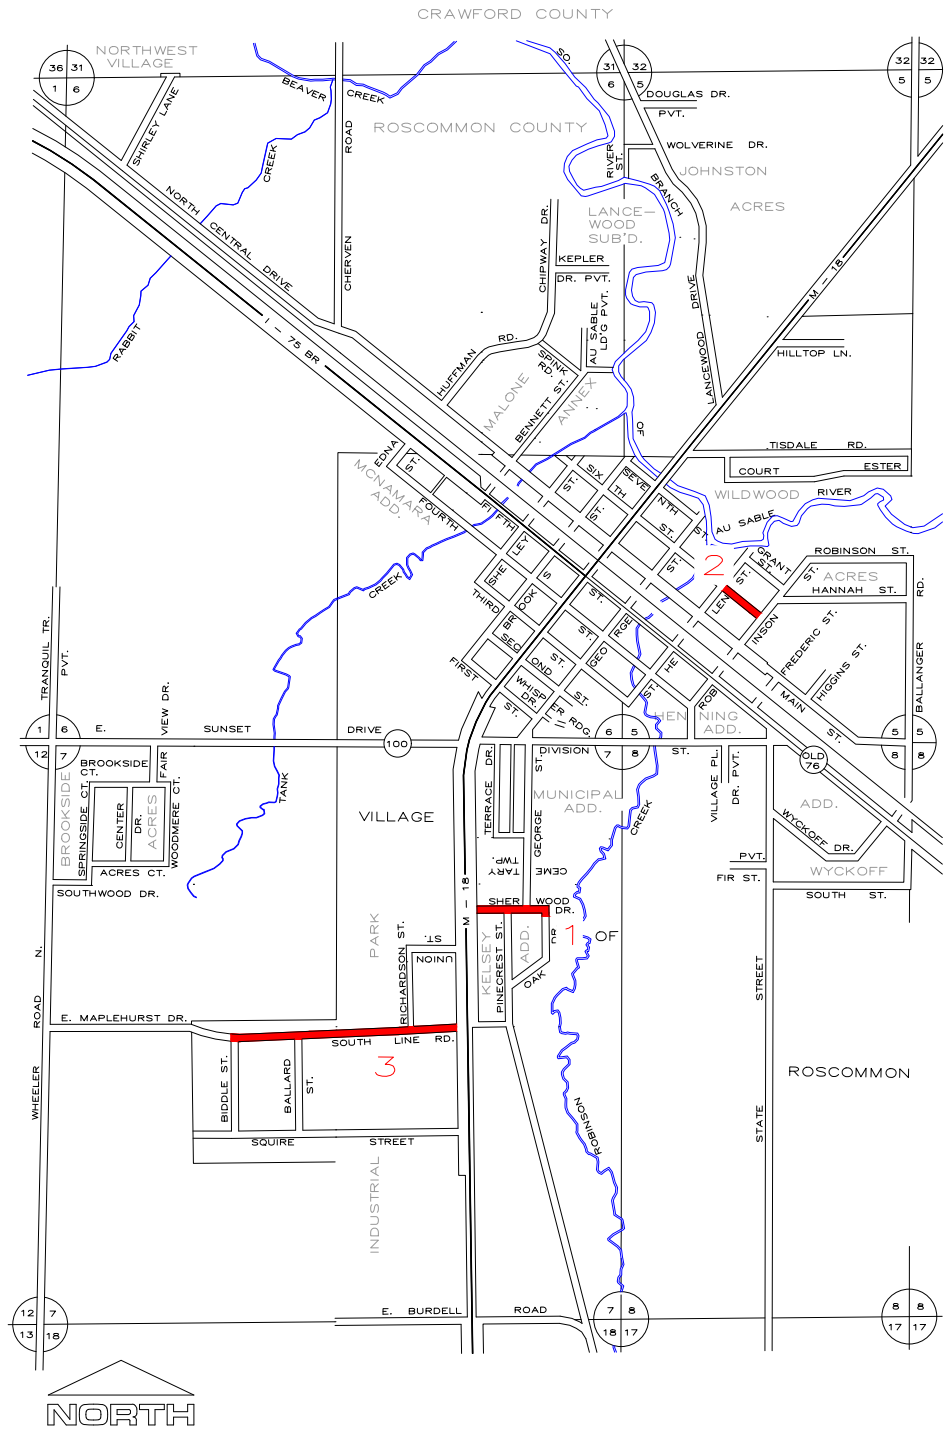 CRAWFORD COUNTY
NORTHWEST
VILLAGE
36 31
1 6
31 32
6 5
32 32
5 5
SO.
BEAVER CREEK
SHIRLEY LANE
ROAD
CHERVEN
ROSCOMMON COUNTY
DOUGLAS DR.
PVT.
WOLVERINE DR.
RIVER
ST.
BRANCH
JOHNSTON
ACRES
CREEK
RABBIT
NORTH CENTRAL DRIVE
LANCE-
WOOD
SUB'D.
CHIPWAY DR.
KEPLER
DR. PVT.
AU SABLE
LD'G PVT.
LANCEWOOD DRIVE
M - 18
HILLTOP LN.
I - 75 BR
HUFFMAN RD.
SPINK
RD.
BENNETT ST.
MALONE
ANNEX
OF
TISDALE RD.
COURT ESTER
EDNA
ST.
MCNAMARA
ADD.
FOURTH
FIFTH
SIX TH
ST.
SEVE NTH
ST.
WILDWOOD
AU SABLE RIVER
2
GRANT
ST.
ROBINSON ST.
ACRES
HANNAH ST.
LEN ST.
INSON ST.
FREDERIC ST.
HIGGINS ST.
BALLANGER RD.
SHE LEY
THIRD
BR OOK S
SEC OND ST.
FIRST
ST.
WHISP ER RDG.
DR.
GEO RGE
HE
ST.
ROB
MAIN ST.
CREEK
TANK
TRANQUIL TR.
PVT.
1 6
12 7
E. SUNSET DRIVE
100
VIEW DR.
FAIR
BROOKSIDE
CT.
BROOKSIDE
ACRES
SPRINGSIDE CT.
CENTER
DR.
WOODMERE CT.
ACRES CT.
SOUTHWOOD DR.
VILLAGE
6 5
7 8
HENNING
ADD.
DIVISION ST.
TERRACE DR.
ST.
GEORGE
MUNICIPAL
ADD.
CREEK
VILLAGE PL.
DR. PVT.
OLD
76
5 5
8 8
ADD.
WYCKOFF DR.
WYCKOFF
PVT.
FIR ST.
SOUTH ST.
CEME TARY
TWP.
M - 18
SHER WOOD
DR.
1
OF
KELSEY
ADD.
PINECREST ST.
OAK
DR
PARK
RICHARDSON ST.
UNION
ST.
WHEELER ROAD N.
E. MAPLEHURST DR.
SOUTH LINE RD.
3
BIDDLE ST.
BALLARD
ST.
SQUIRE STREET
INDUSTRIAL
ROBINSON
STATE STREET
ROSCOMMON
12 7
13 18
E. BURDELL ROAD
7 8
18 17
8 8
17 17
NORTH